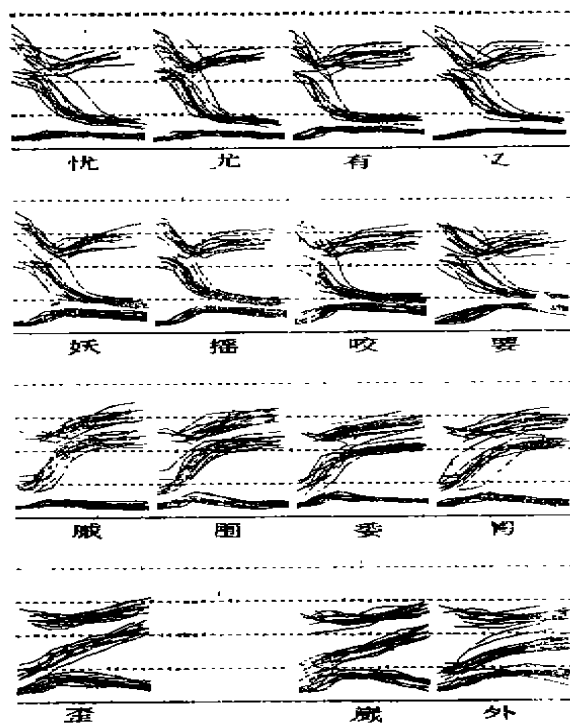 忧 尤 有 又
妖 摇 咬 要
威 围 委 胃
歪 崴 外